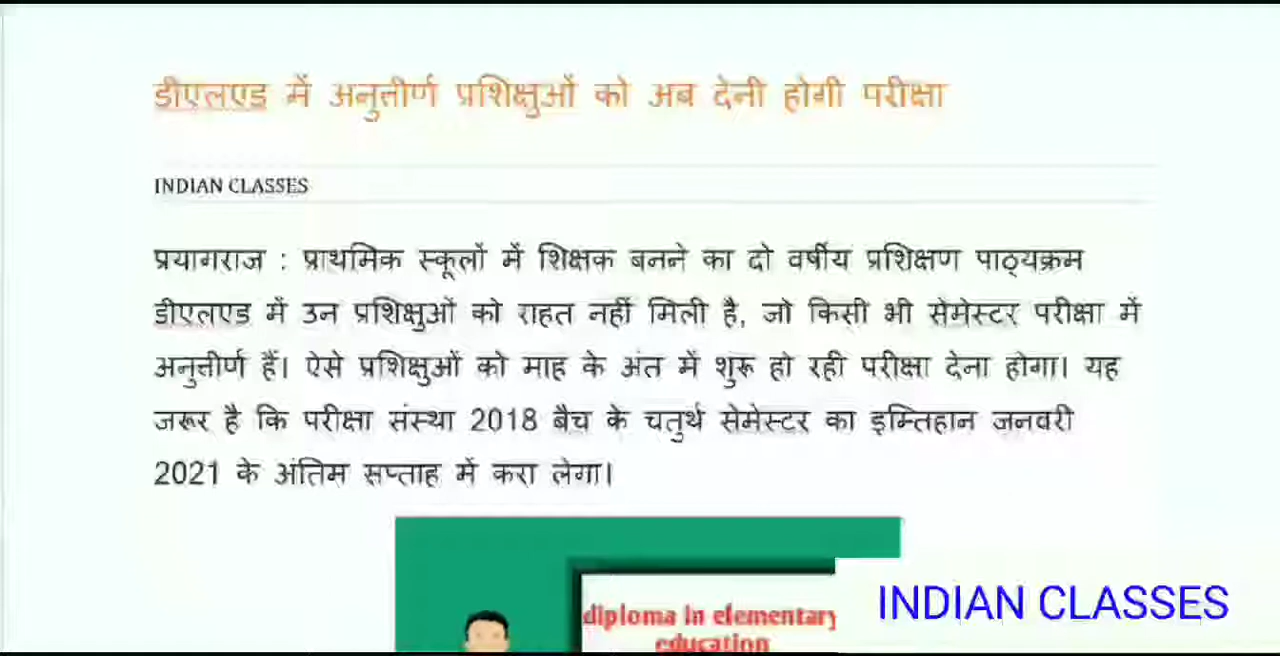 डीएलएड में अनुत्तीर्ण प्रशिक्षुओं को अब देनी होगी परीक्षा
INDIAN CLASSES
प्रयागराज : प्राथमिक स्कूलों में शिक्षक बनने का दो वर्षीय प्रशिक्षण पाठ्यक्रम
डीएलएड में उन प्रशिक्षुओं को राहत नहीं मिली है, जो किसी भी सेमेस्टर परीक्षा में
अनुत्तीर्ण हैं। ऐसे प्रशिक्षुओं को माह के अंत में शुरू हो रही परीक्षा देना होगा। यह
जरूर है कि परीक्षा संस्था 2018 बैच के चतुर्थ सेमेस्टर का इम्तिहान जनवरी
2021 के अंतिम सप्ताह में करा लेगा।
diploma in elementary
education
INDIAN CLASSES